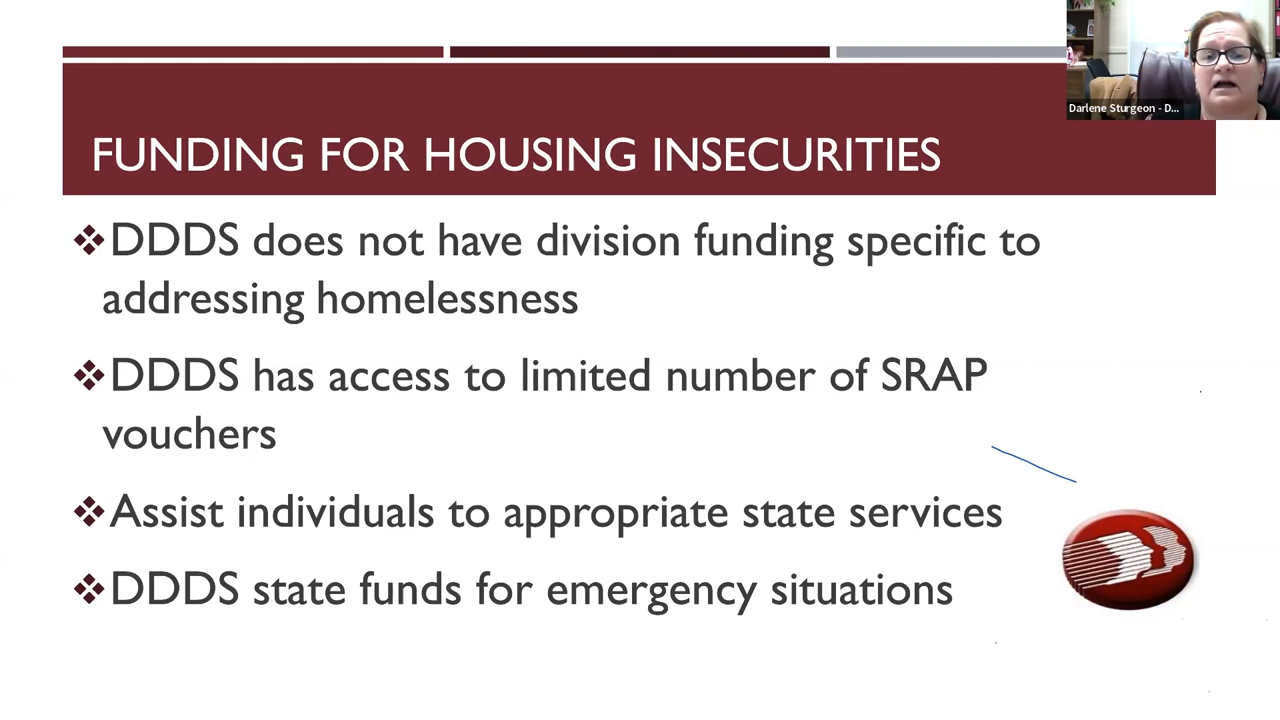 Darlene Sturgeon - D...
FUNDING FOR HOUSING INSECURITIES
❖DDDS does not have division funding specific to
addressing homelessness
❖DDDS has access to limited number of SRAP
vouchers
❖Assist individuals to appropriate state services
❖DDDS state funds for emergency situations